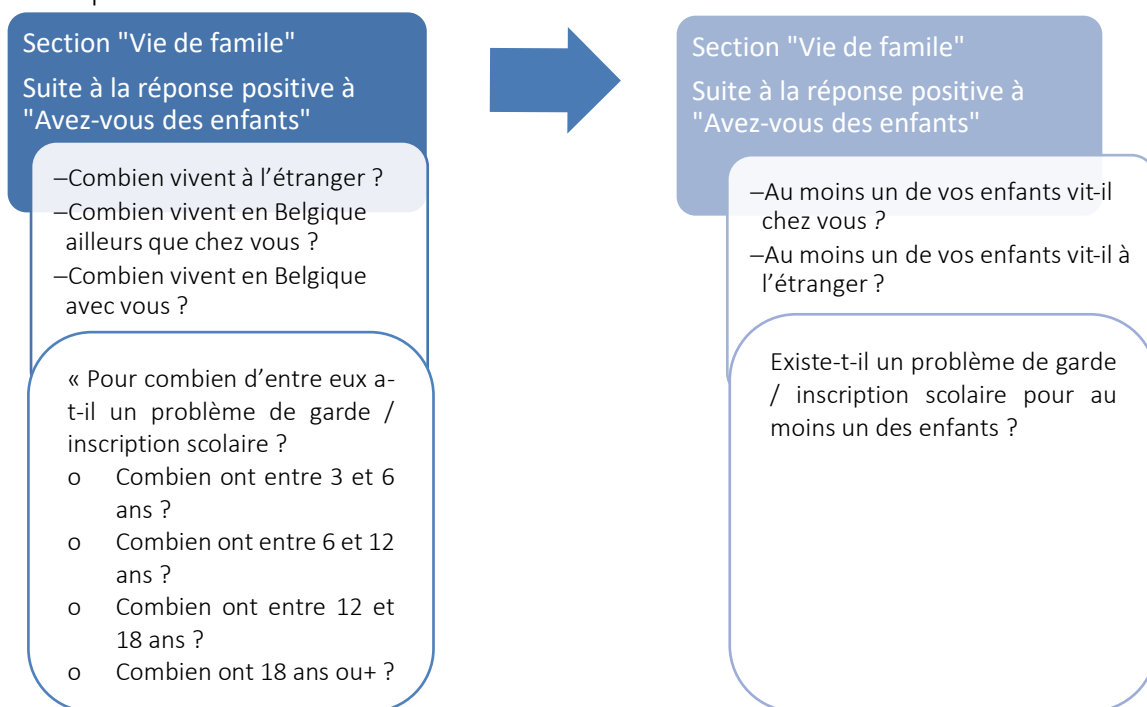 Section "Vie de famile"
Suite à la réponse positive à
"Avez-vous des enfants"
–Combien vivent à l’étranger ?
–Combien vivent en Belgique
ailleurs que chez vous ?
–Combien vivent en Belgique
avec vous ?
« Pour combien d’entre eux a-
t-il un problème de garde /
inscription scolaire ?
o Combien ont entre 3 et 6
ans ?
o Combien ont entre 6 et 12
ans ?
o Combien ont entre 12 et
18 ans ?
o Combien ont 18 ans ou+ ?
Section "Vie de famile"
Suite à la réponse positive à
"Avez-vous des enfants"
–Au moins un de vos enfants vit-il
chez vous ?
–Au moins un de vos enfants vit-il à
l’étranger ?
Existe-t-il un problème de garde
/ inscription scolaire pour au
moins un des enfants ?